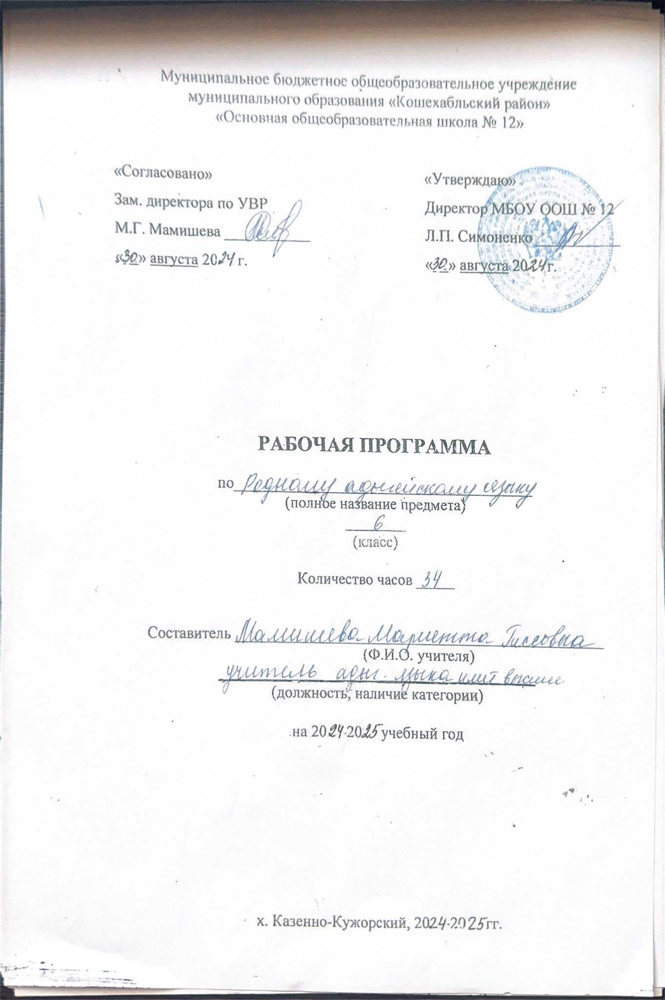 Муниципальное бюджетное общеобразовательное учреждение
муниципального образования «Кошехабльский район»
«Основная общеобразовательная школа № 12»
«Согласовано»
Зам. директора по УВР
М.Г. Мамишева
«30» августа 2024 г.
«Утверждаю»
Директор МБОУ ООШ № 12
Л.П. Симоненко
«30» августа 2024 г.
РАБОЧАЯ ПРОГРАММА
по Родному адыгейскому языку
(полное название предмета)
6
(класс)
Количество часов 34
Составитель Мамишева Мариетта Гиссовна
(Ф.И.О. учителя)
учитель адыг. языка и лит высш
(должность, наличие категории)
на 2024-2025 учебный год
х. Казенно-Кужорский, 2024-2025гг.